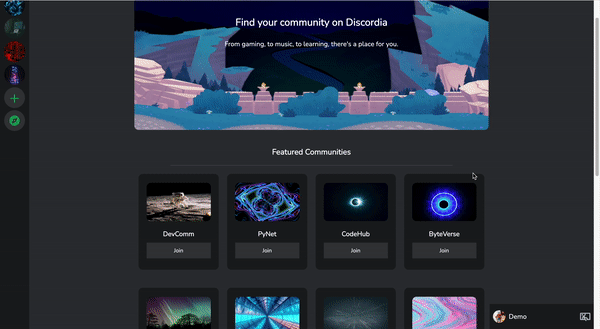 Find your community on Discordia
From gaming, to music, to learning, there's a place for you.
Featured Communities
DevComm
PyNet
CodeHub
ByteVerse
Join
Join
Join
Join
Demo